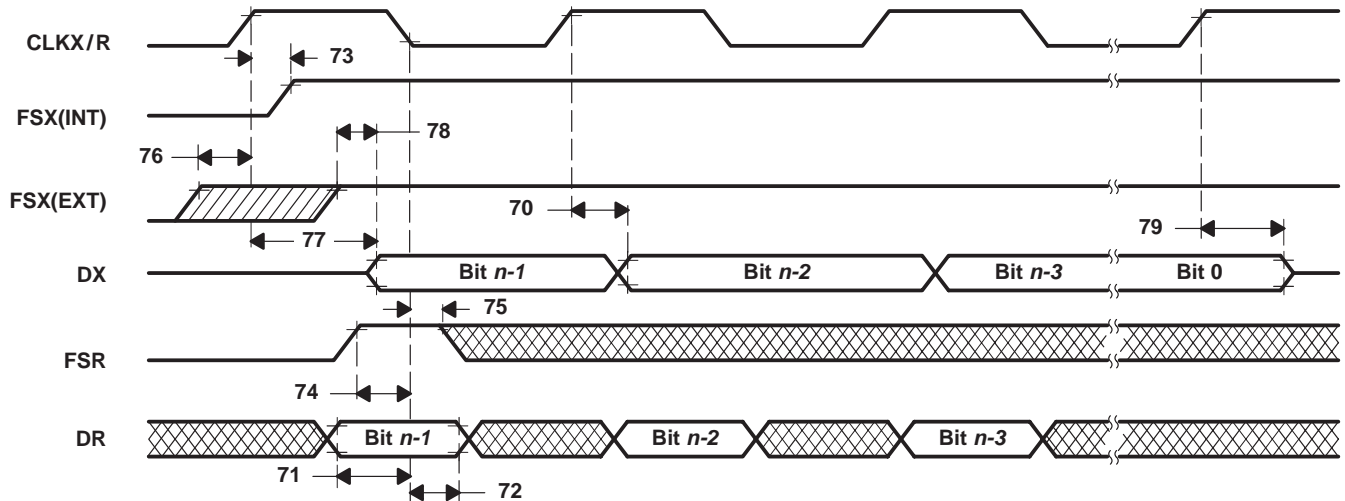 CLKX/R
73
FSX(INT)
78
76
FSX(EXT)
70
77
79
DX
Bit n-1
Bit n-2
Bit n-3
Bit 0
75
FSR
74
DR
Bit n-1
Bit n-2
Bit n-3
71
72